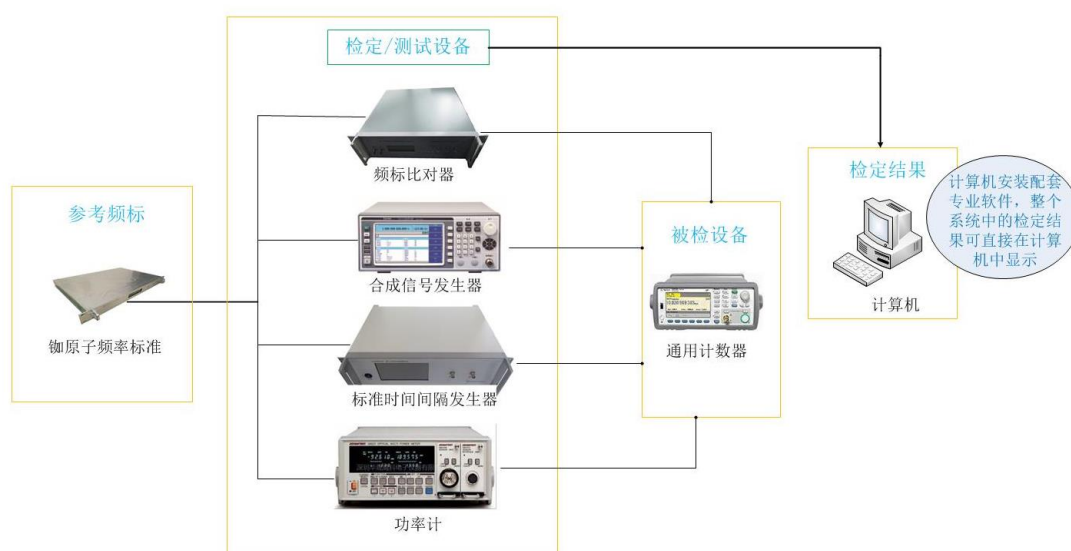 检定/测试设备
频标比对器
参考频标
铷原子频率标准
合成信号发生器
标准时间间隔发生器
功率计
被检设备
通用计数器
检定结果
计算机
计算机安装配套
专业软件，整个
系统中的检定结
果可直接在计算
机中显示